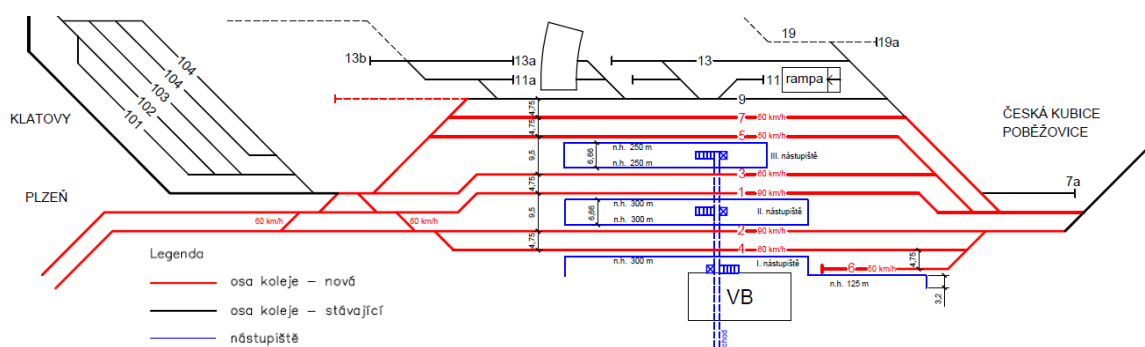 19
19a
13b
13a
13
11a
11
rampa
104
104
103
102
101
9
4,75
KLATOVY
7
60 km/h
4,75
5
50 km/h
ČESKÁ KUBICE
POBĚŽOVICE
n.h. 250 m
6,66
n.h. 250 m
III. nástupiště
9,5
3
60 km/h
7a
4,75
1
90 km/h
PLZEŇ
n.h. 300 m
6,66
n.h. 300 m
II. nástupiště
9,5
60 km/h
60 km/h
2
90 km/h
4,75
4
60 km/h
n.h. 300 m
I. nástupiště
4,75
6
50 km/h
n.h. 125 m
3,2
VB
chod
Legenda
osa koleje – nová
osa koleje – stávající
nástupiště